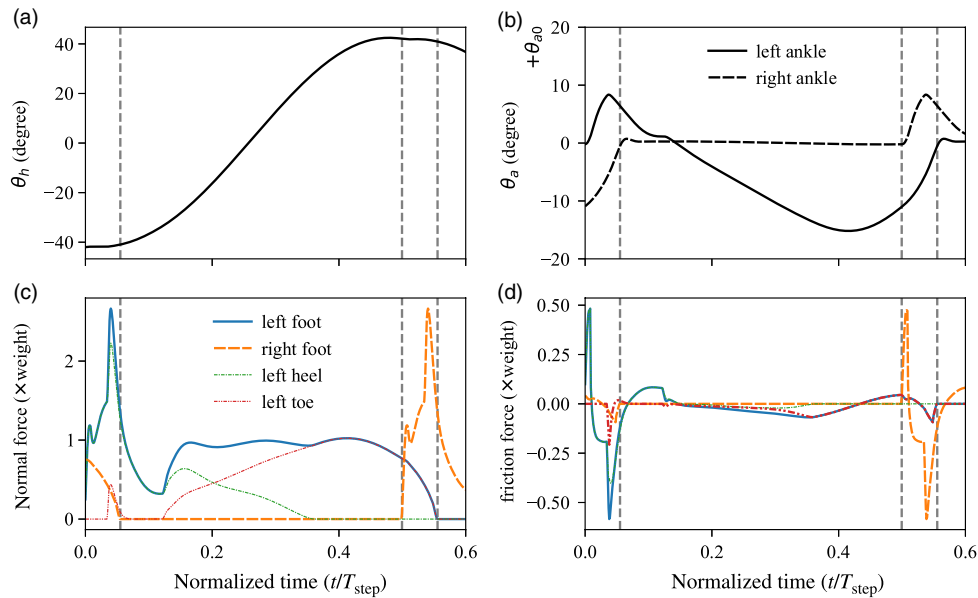 (a)
θh (degree)
40
20
0
−20
−40
(b)
+θa0
θa (degree)
20
10
0
−10
−20
left ankle
right ankle
(c)
Normal force (×weight)
2
1
0
left foot
right foot
left heel
left toe
0.0 0.2 0.4 0.6
Normalized time (t/Tstep)
(d)
friction force (×weight)
0.50
0.25
0.00
−0.25
−0.50
0.0 0.2 0.4 0.6
Normalized time (t/Tstep)